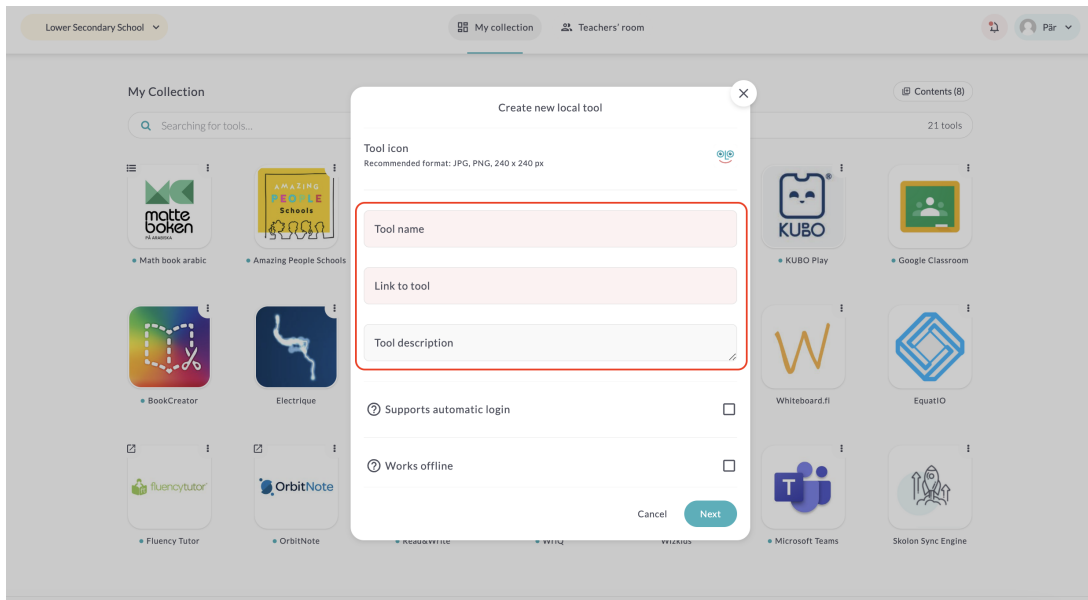 Lower Secondary School
My collection
Teachers' room
Pär
My Collection
Contents (8)
Searching for tools...
21 tools
Create new local tool
Tool icon
Recommended format: JPG, PNG, 240 x 240 px
Tool name
Link to tool
Tool description
Supports automatic login
Works offline
Cancel
Next
matte
boken
PÅ ARABISKA
AMAZING
PEOPLE
Schools
KUBO
Math book arabic
Amazing People Schools
KUBO Play
Google Classroom
BookCreator
Electrique
Whiteboard.fi
EquatIO
fluencytutor
OrbitNote
T
Fluency Tutor
OrbitNote
Read&Write
WriQ
Wizkids
Microsoft Teams
Skolon Sync Engine